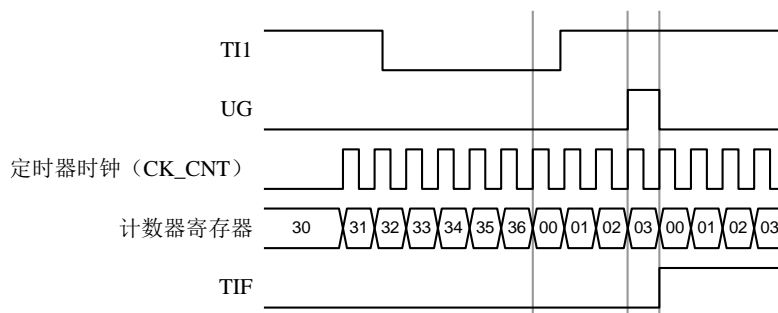 TI1
UG
定时器时钟（CK_CNT）
计数器寄存器 30 31 32 33 34 35 36 00 01 02 03 00 01 02 03
TIF